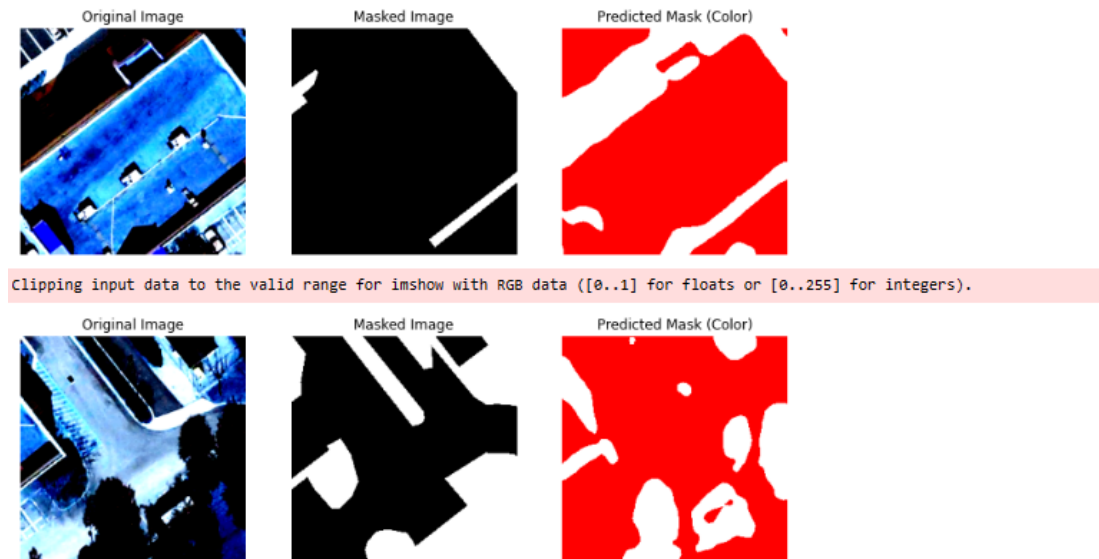 Original Image
Masked Image
Predicted Mask (Color)
Clipping input data to the valid range for imshow with RGB data ([0..1] for floats or [0..255] for integers).
Original Image
Masked Image
Predicted Mask (Color)